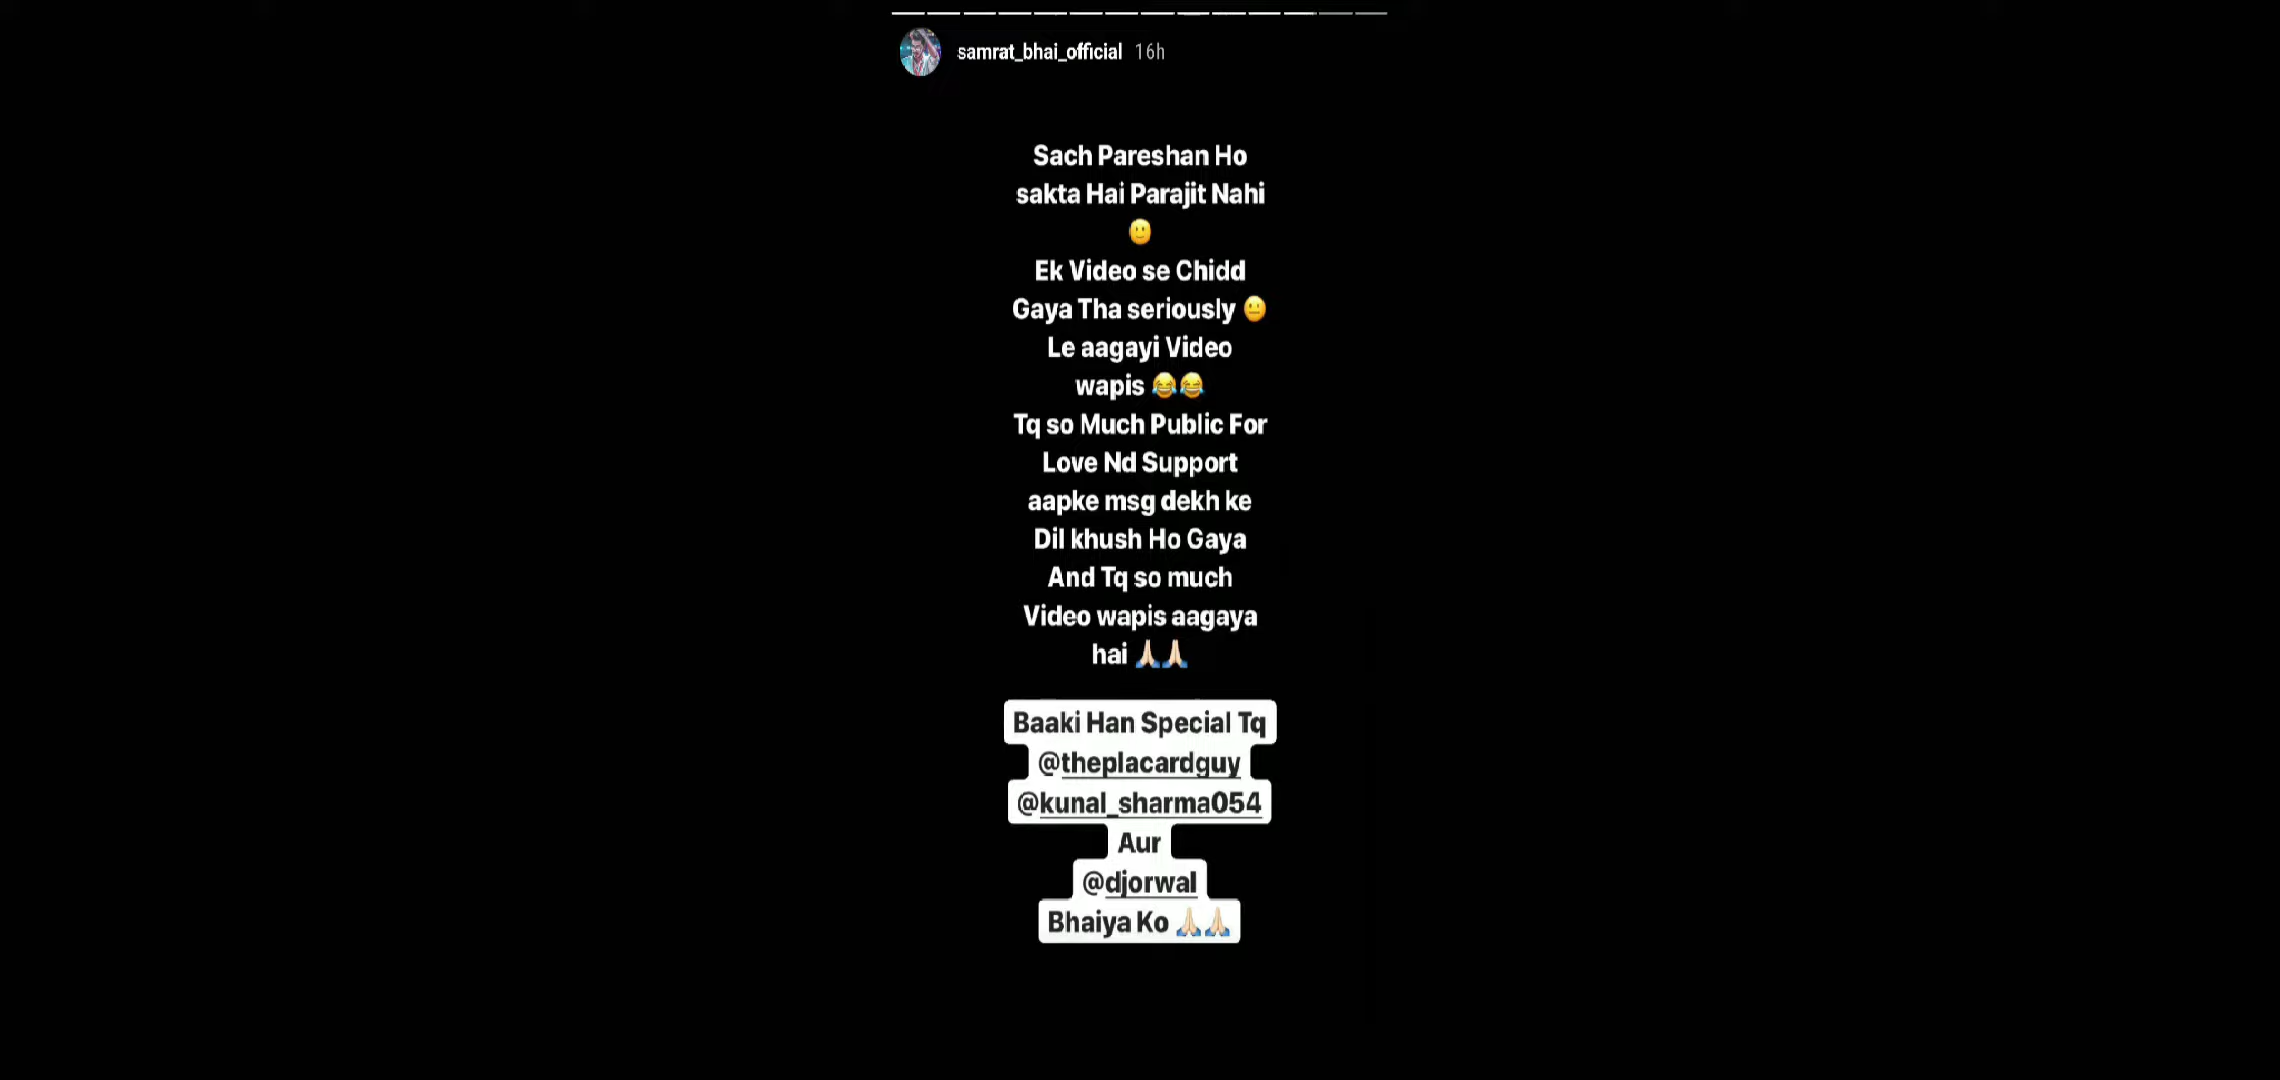 samrat_bhai_official 16h
Sach Pareshan Ho
sakta Hai Parajit Nahi
🙂
Ek Video se Chidd
Gaya Tha seriously 😐
Le aagayi Video
wapis 😂😂
Tq so Much Public For
Love Nd Support
aapke msg dekh ke
Dil khush Ho Gaya
And Tq so much
Video wapis aagaya
hai 🙏🏻🙏🏻
Baaki Han Special Tq
@theplacardguy
@kunal_sharma054
Aur
@djorwal
Bhaiya Ko 🙏🏻🙏🏻